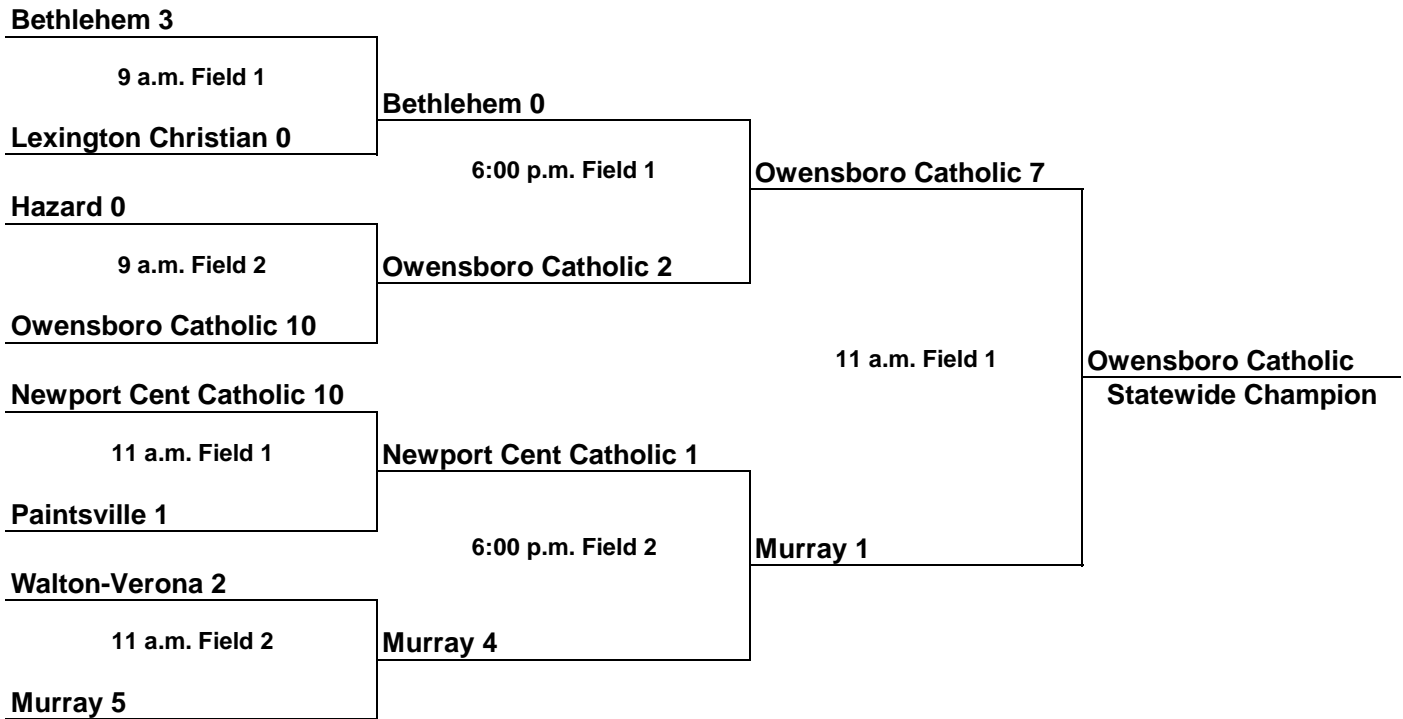 Bethlehem 3
9 a.m. Field 1
Bethlehem 0
Lexington Christian 0
6:00 p.m. Field 1
Owensboro Catholic 7
Hazard 0
9 a.m. Field 2
Owensboro Catholic 2
Owensboro Catholic 10
11 a.m. Field 1
Owensboro Catholic
Statewide Champion
Newport Cent Catholic 10
11 a.m. Field 1
Newport Cent Catholic 1
Paintsville 1
6:00 p.m. Field 2
Murray 1
Walton-Verona 2
11 a.m. Field 2
Murray 4
Murray 5